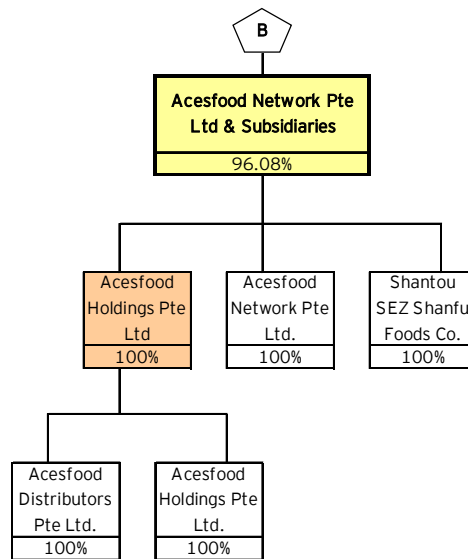 B
Acesfood Network Pte
Ltd & Subsidiaries
96.08%
Acesfood
Holdings Pte
Ltd
100%
Acesfood
Network Pte
Ltd.
100%
Shantou
SEZ Shanfu
Foods Co.
100%
Acesfood
Distributors
Pte Ltd.
100%
Acesfood
Holdings Pte
Ltd.
100%